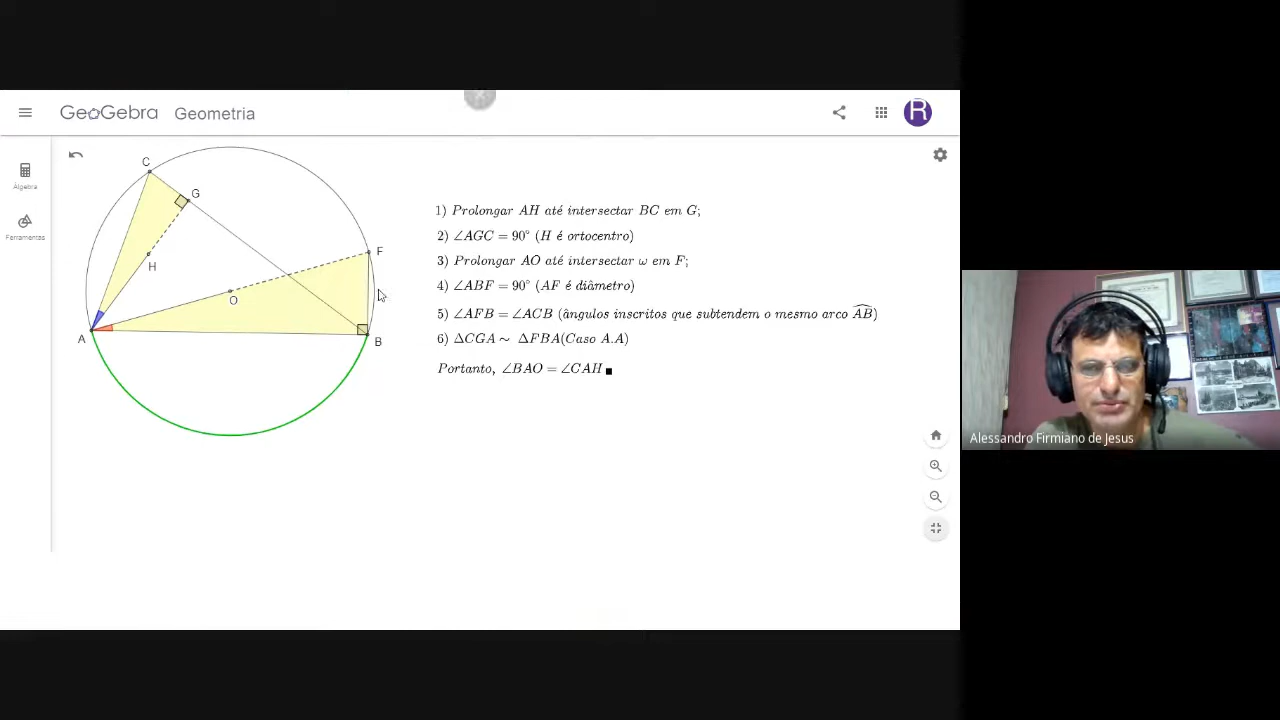 GeoGebra Geometria
R
Álgebra
Ferramentas
C
G
F
H
O
A
B
1) Prolongar AH até intersectar BC em G;
2) ∠AGC = 90° (H é ortocentro)
3) Prolongar AO até intersectar ω em F;
4) ∠ABF = 90° (AF é diâmetro)
5) ∠AFB = ∠ACB (ângulos inscritos que subtendem o mesmo arco A͡B)
6) ΔCGA ∼ ΔFBA(Caso A.A)
Portanto, ∠BAO = ∠CAH ■
Alessandro Firmiano de Jesus